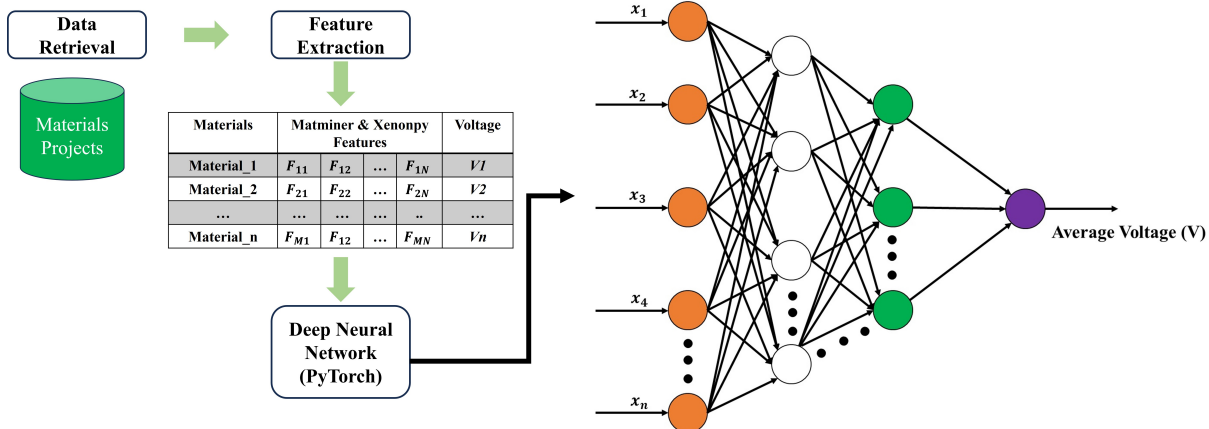 Data
Retrieval
Feature
Extraction
Materials
Projects
Materials Matminer & Xenonpy Features Voltage
Material_1 F11 F12 … F1N V1
Material_2 F21 F22 … F2N V2
… … … … .. …
Material_n FM1 F12 … FMN Vn
Deep Neural
Network
(PyTorch)
x1
x2
x3
x4
xn
Average Voltage (V)